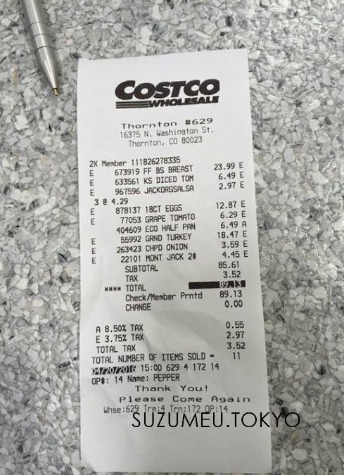 COSTCO
WHOLESALE
Thornton #629
16375 N. Washington St.
Thornton, CO 80023
2X Member 111826278335
E 673919 FF BS BREAST 23.99 E
E 633561 KS DICED TOM 6.49 E
E 967596 JACKORGSALSA 2.97 E
3 @ 4.29
E 878137 18CT EGGS 12.87 E
E 77053 GRAPE TOMATO 6.29 E
404609 ECO HALF PAN 6.49 A
E 55992 GRND TURKEY 18.47 E
E 263423 CHPD ONION 3.59 E
E 22101 MONT JACK 2# 4.45 E
SUBTOTAL 85.61
TAX 3.52
**** TOTAL 89.13
Check/Member Prntd 89.13
CHANGE 0.00
A 8.50% TAX 0.55
E 3.75% TAX 2.97
TOTAL TAX 3.52
TOTAL NUMBER OF ITEMS SOLD = 11
04/20/2016 15:00 629 4 172 14
OP#: 14 Name: PEPPER
Thank You!
Please Come Again
Whse:629 Trm:4 Trn:172 OP:14
SUZUMEU.TOKYO